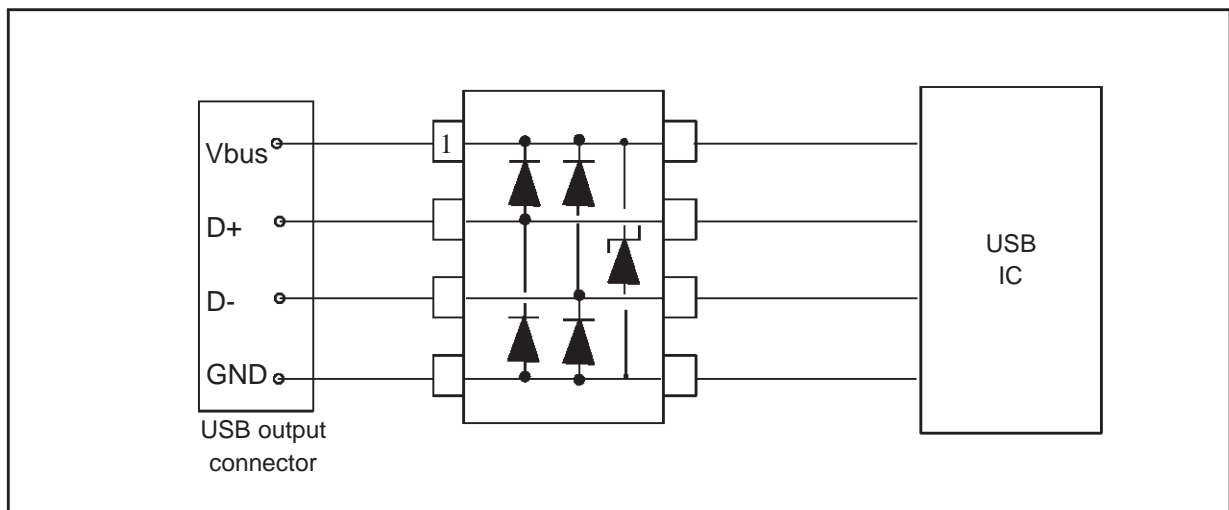 Vbus
1
D+
D-
GND
USB output
connector
USB
IC